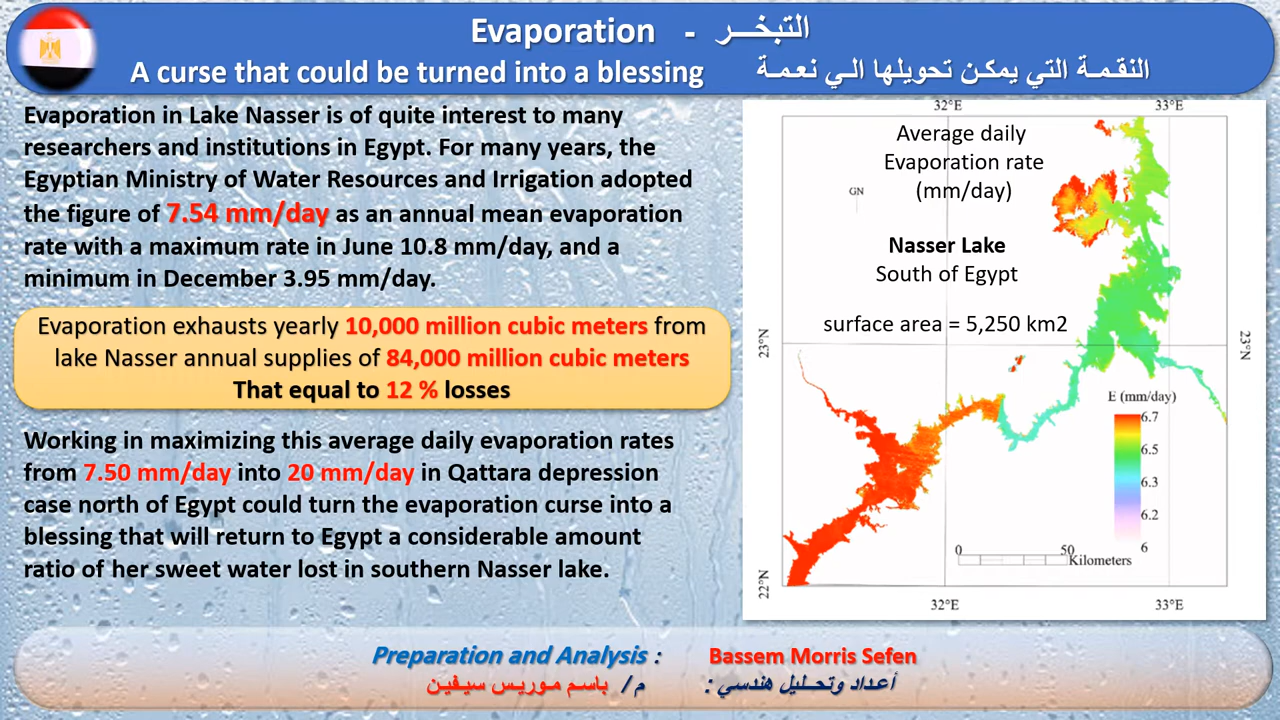 Evaporation - التبخـــر
A curse that could be turned into a blessing النقـمـة التي يمكـن تحويلها الـي نعمـة
Evaporation in Lake Nasser is of quite interest to many
researchers and institutions in Egypt. For many years, the
Egyptian Ministry of Water Resources and Irrigation adopted
the figure of 7.54 mm/day as an annual mean evaporation
rate with a maximum rate in June 10.8 mm/day, and a
minimum in December 3.95 mm/day.
Evaporation exhausts yearly 10,000 million cubic meters from
lake Nasser annual supplies of 84,000 million cubic meters
That equal to 12 % losses
Working in maximizing this average daily evaporation rates
from 7.50 mm/day into 20 mm/day in Qattara depression
case north of Egypt could turn the evaporation curse into a
blessing that will return to Egypt a considerable amount
ratio of her sweet water lost in southern Nasser lake.
32°E 33°E
Average daily
Evaporation rate
(mm/day)
GN
Nasser Lake
South of Egypt
surface area = 5,250 km2
23°N 23°N
E (mm/day)
6.7
6.5
6.3
6.2
6
0 50
Kilometers
22°N
32°E 33°E
Preparation and Analysis : Bassem Morris Sefen
أعـداد وتحـليل هندسي : م/ باسـم مـوريـس سيـفيـن